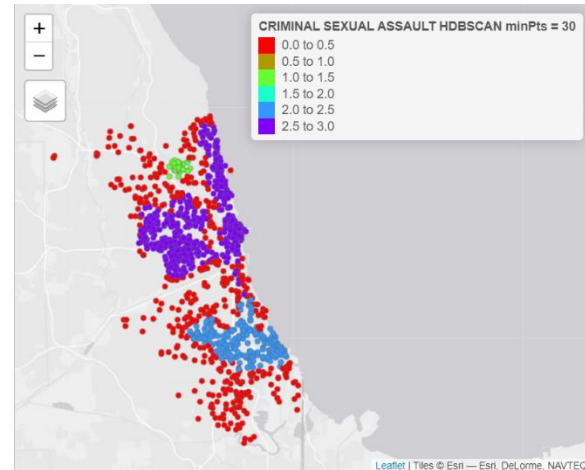 +
−
CRIMINAL SEXUAL ASSAULT HDBSCAN minPts = 30
0.0 to 0.5
0.5 to 1.0
1.0 to 1.5
1.5 to 2.0
2.0 to 2.5
2.5 to 3.0
Leaflet | Tiles © Esri — Esri, DeLorme, NAVTEQ